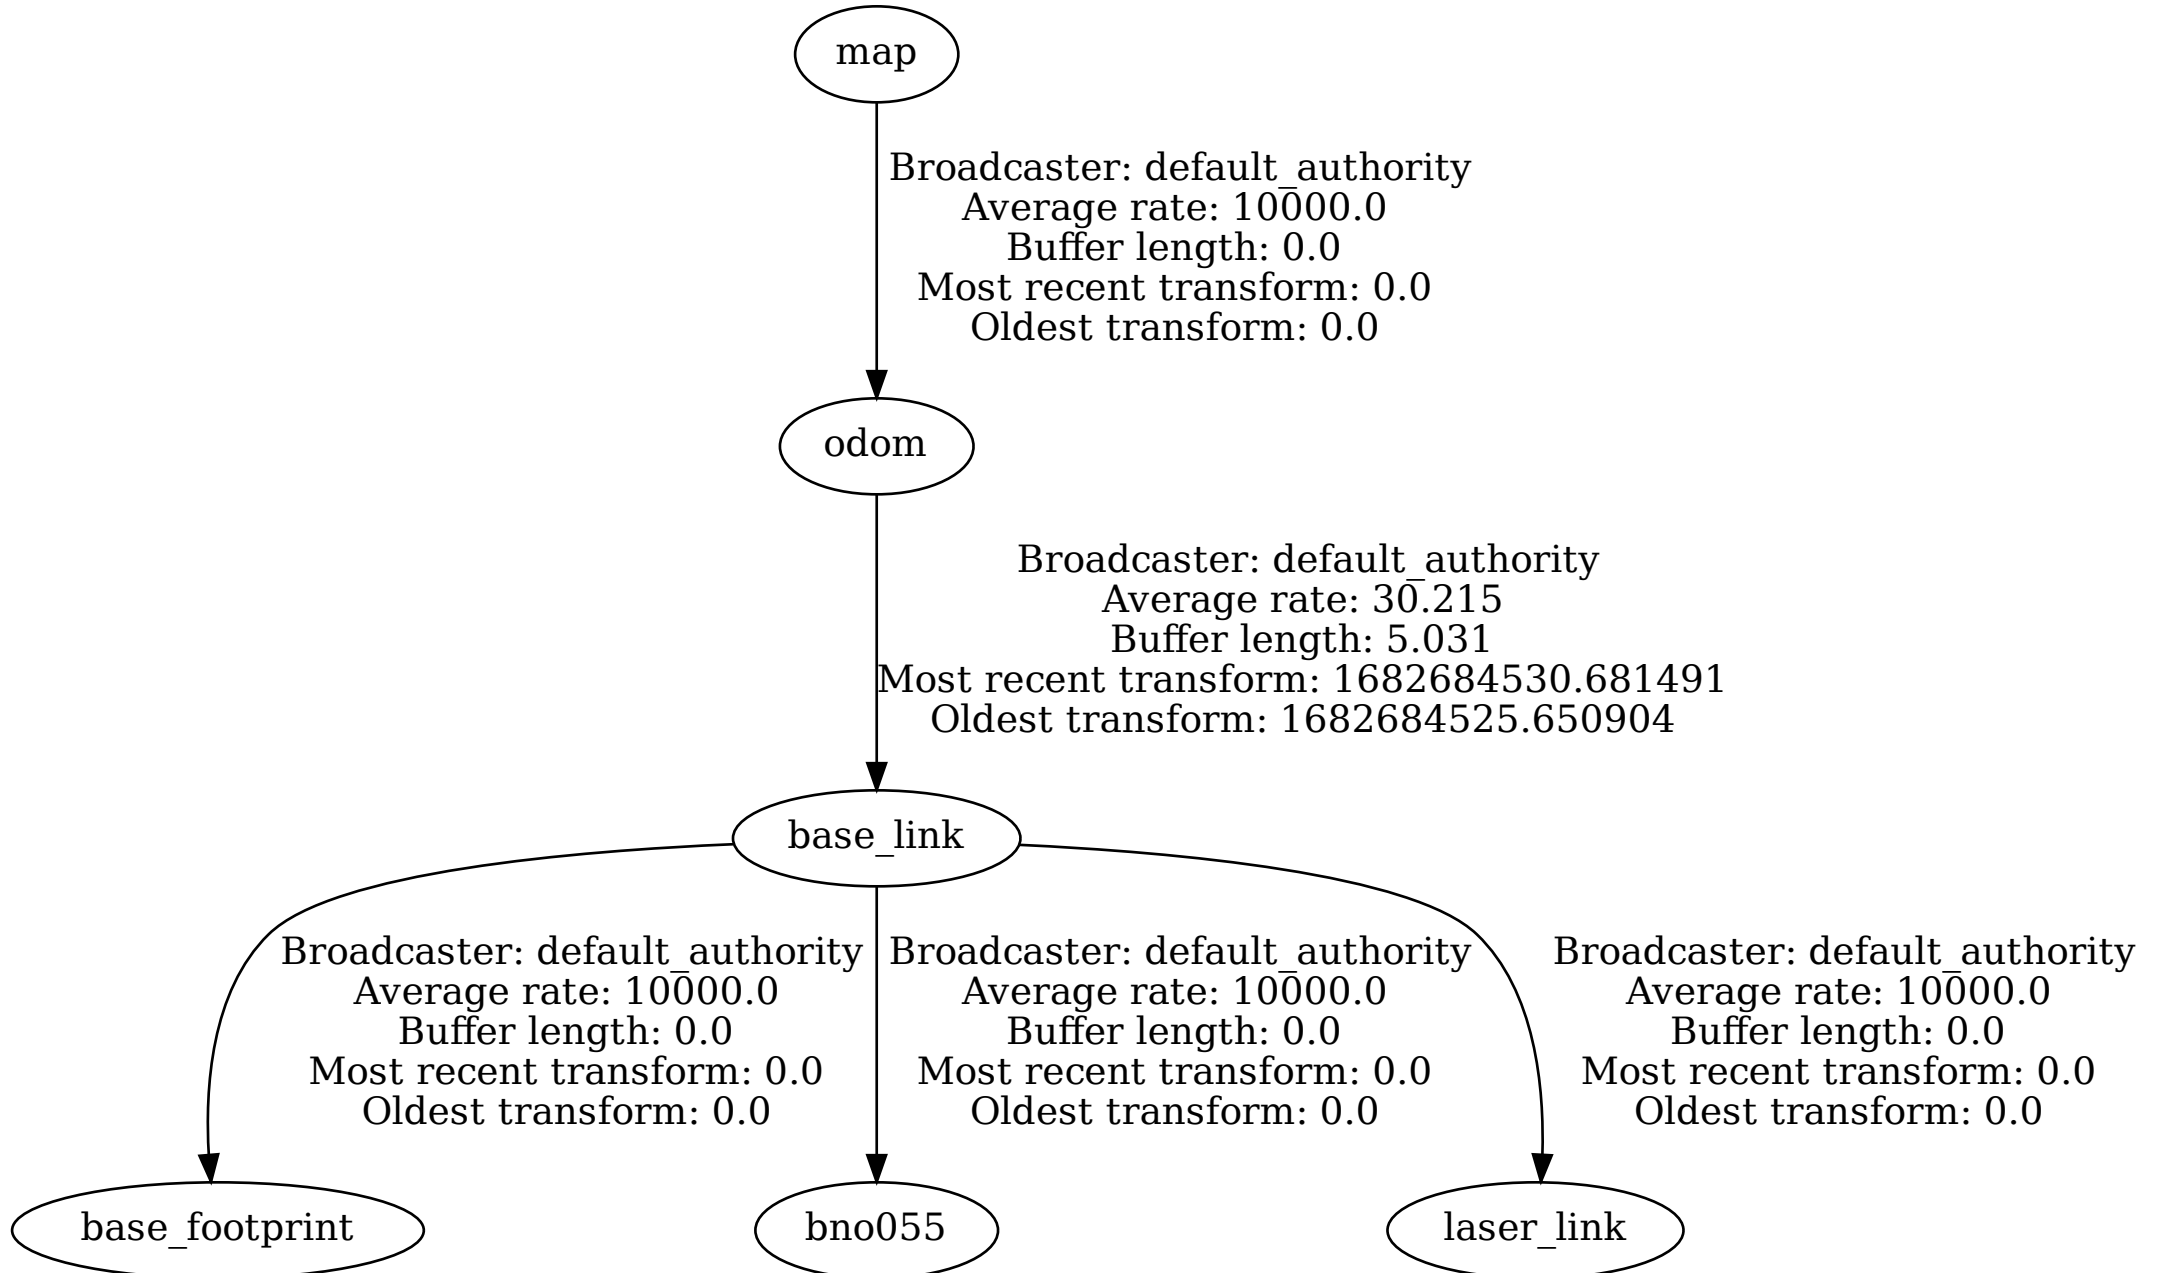 map
Broadcaster: default_authority
Average rate: 10000.0
Buffer length: 0.0
Most recent transform: 0.0
Oldest transform: 0.0
odom
Broadcaster: default_authority
Average rate: 30.215
Buffer length: 5.031
Most recent transform: 1682684530.681491
Oldest transform: 1682684525.650904
base_link
Broadcaster: default_authority
Average rate: 10000.0
Buffer length: 0.0
Most recent transform: 0.0
Oldest transform: 0.0
Broadcaster: default_authority
Average rate: 10000.0
Buffer length: 0.0
Most recent transform: 0.0
Oldest transform: 0.0
Broadcaster: default_authority
Average rate: 10000.0
Buffer length: 0.0
Most recent transform: 0.0
Oldest transform: 0.0
base_footprint
bno055
laser_link